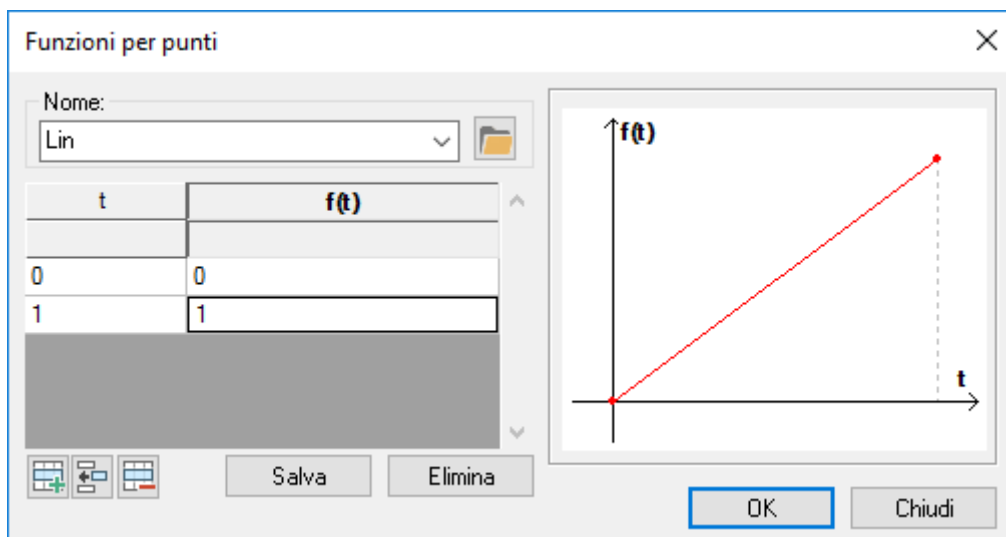 Funzioni per punti
Nome:
Lin
t f(t)
0 0
1 1
Salva Elimina
f(t)
t
OK Chiudi